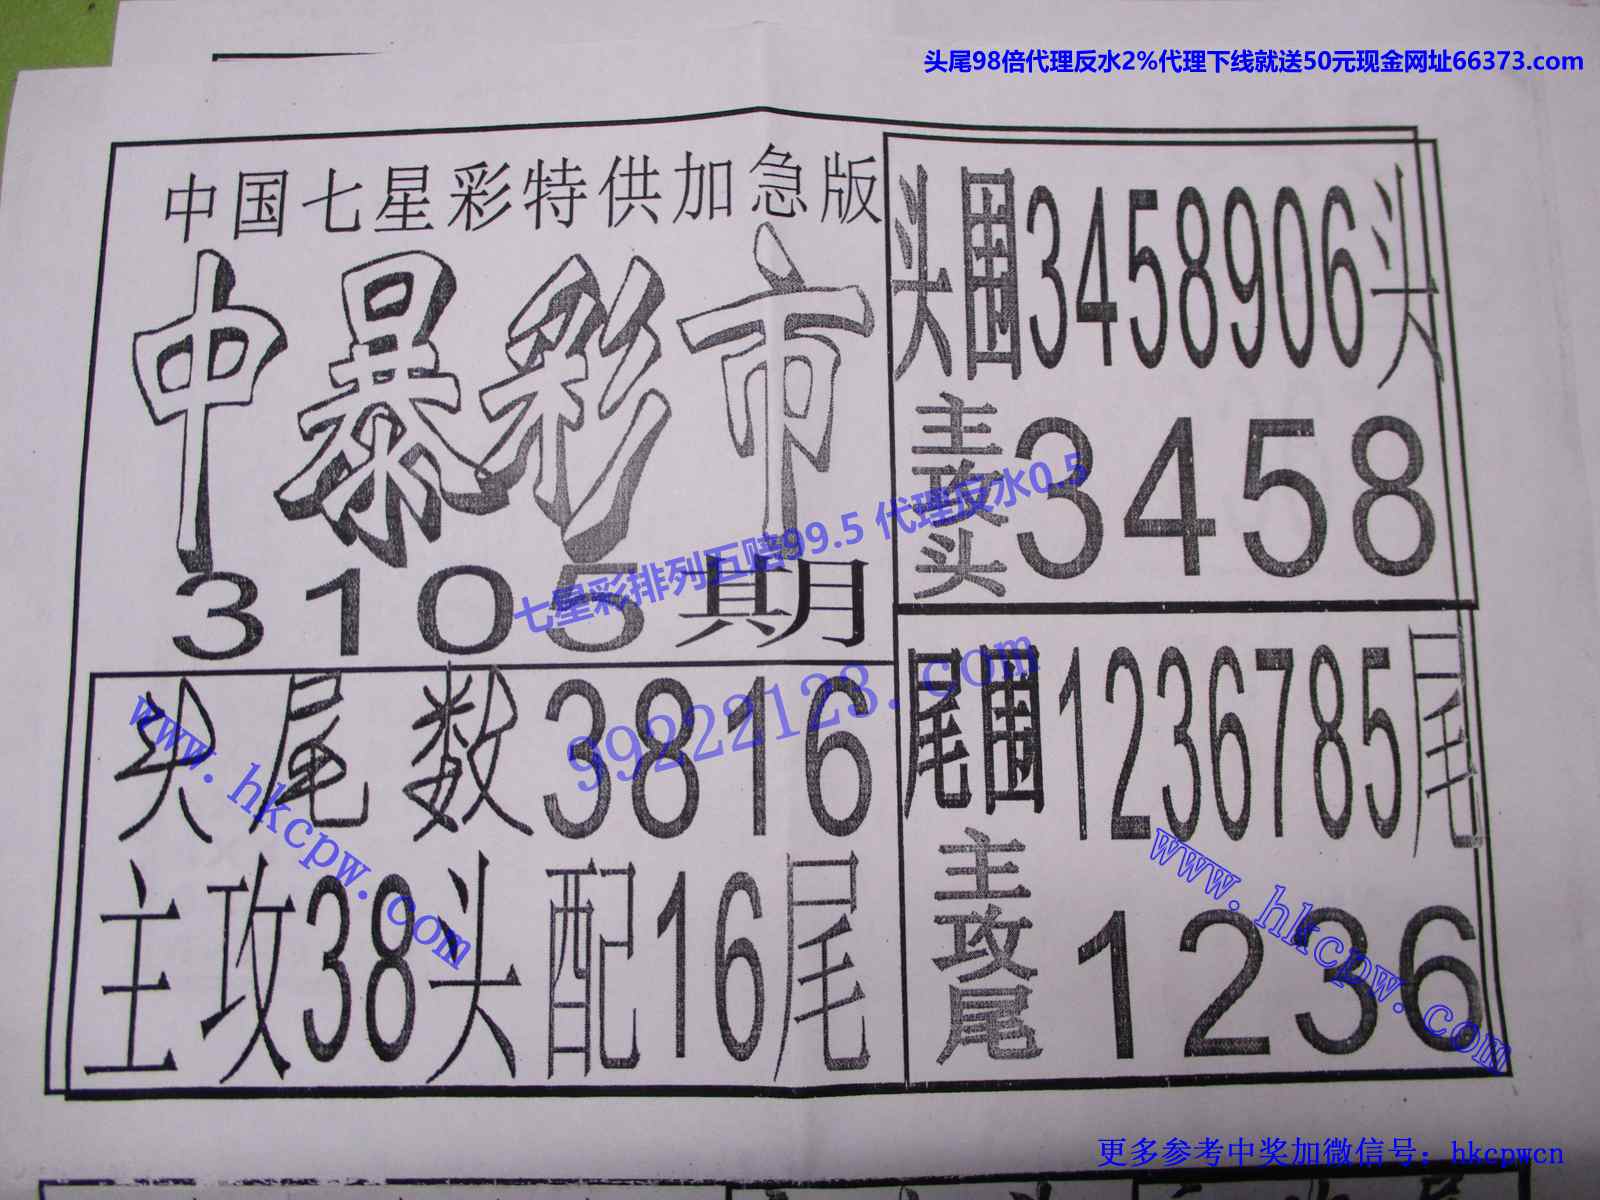 头尾98倍代理反水2%代理下线就送50元现金网址66373.com
中国七星彩特供加急版
中暴彩市
3105期
七星彩排列五赔99.5 代理反水0.5
头围3458906头
主攻头3458
头尾数3816
99222123.com
主攻38头配16尾
www.hkcpw.com
尾围1236785尾
主攻尾1236
www.hkcpw.com
更多参考中奖加微信号：hkcpwcn